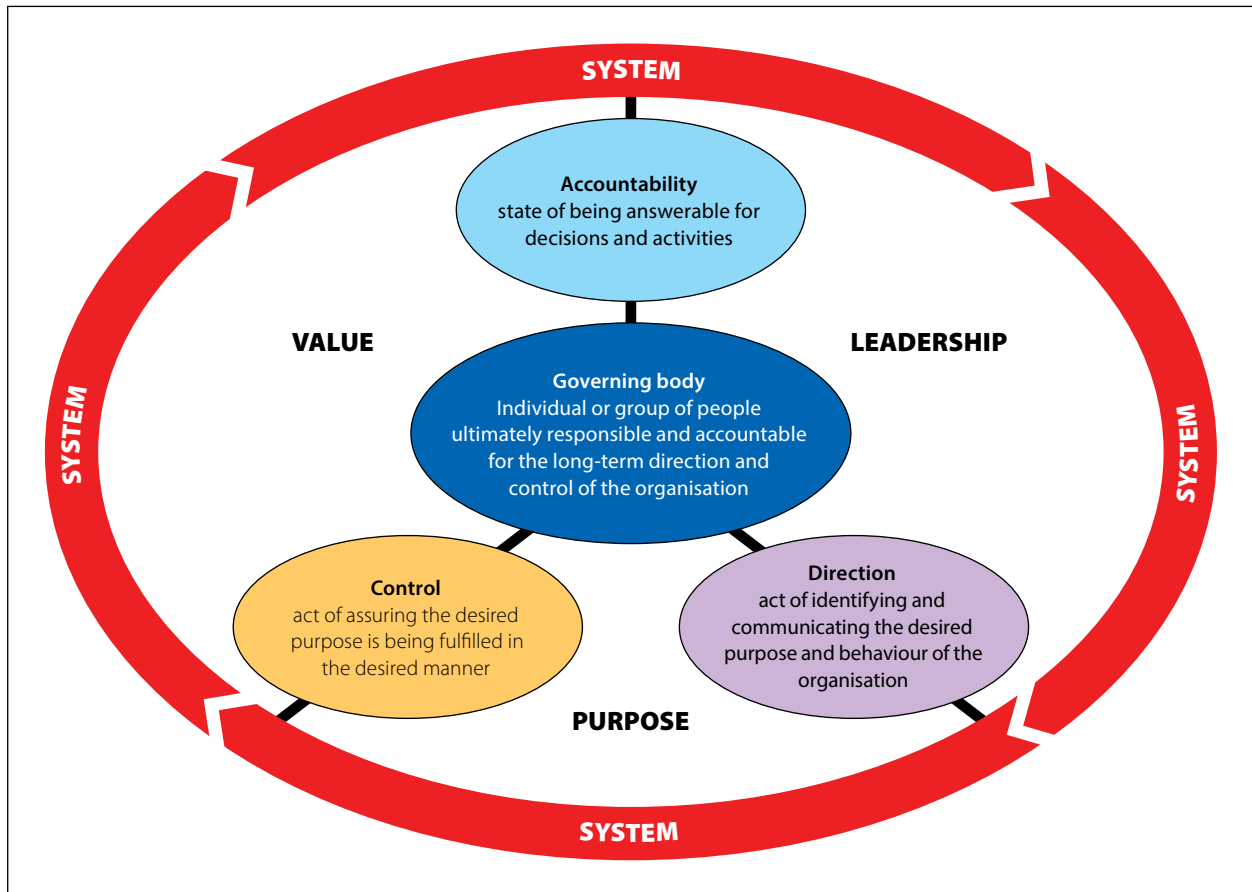 SYSTEM
Accountability
state of being answerable for
decisions and activities
VALUE
LEADERSHIP
Governing body
Individual or group of people
ultimately responsible and accountable
for the long-term direction and
control of the organisation
SYSTEM
SYSTEM
Control
act of assuring the desired
purpose is being fulfilled in
the desired manner
Direction
act of identifying and
communicating the desired
purpose and behaviour of the
organisation
PURPOSE
SYSTEM